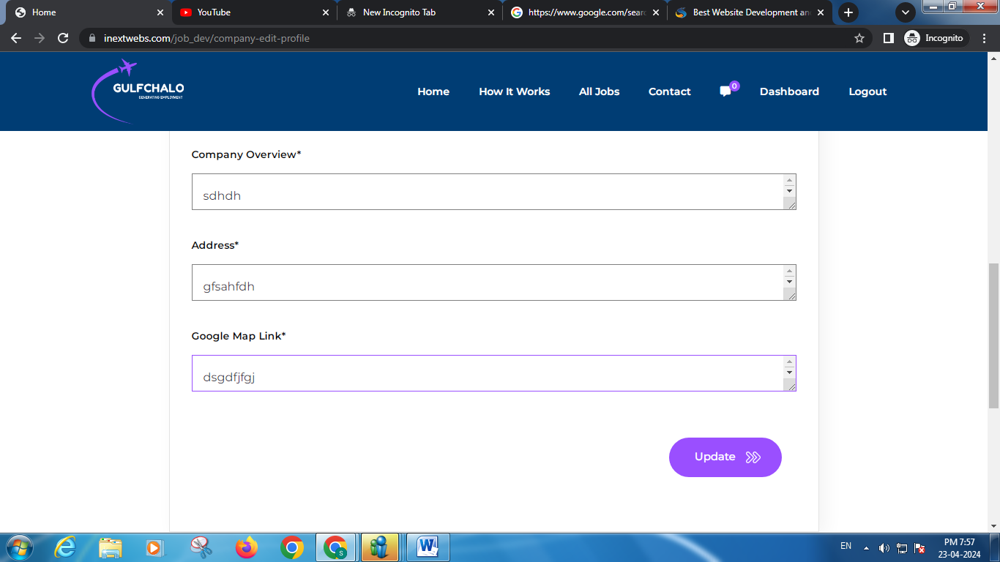 Home
YouTube
New Incognito Tab
https://www.google.com/sear
Best Website Development an
inextwebs.com/job_dev/company-edit-profile
Incognito
GULFCHALO
GENERATING EMPLOYMENT
Home
How It Works
All Jobs
Contact
0
Dashboard
Logout
Company Overview*
sdhdh
Address*
gfsahfdh
Google Map Link*
dsgdfjfgj
Update
S
W
EN
PM 7:57
23-04-2024